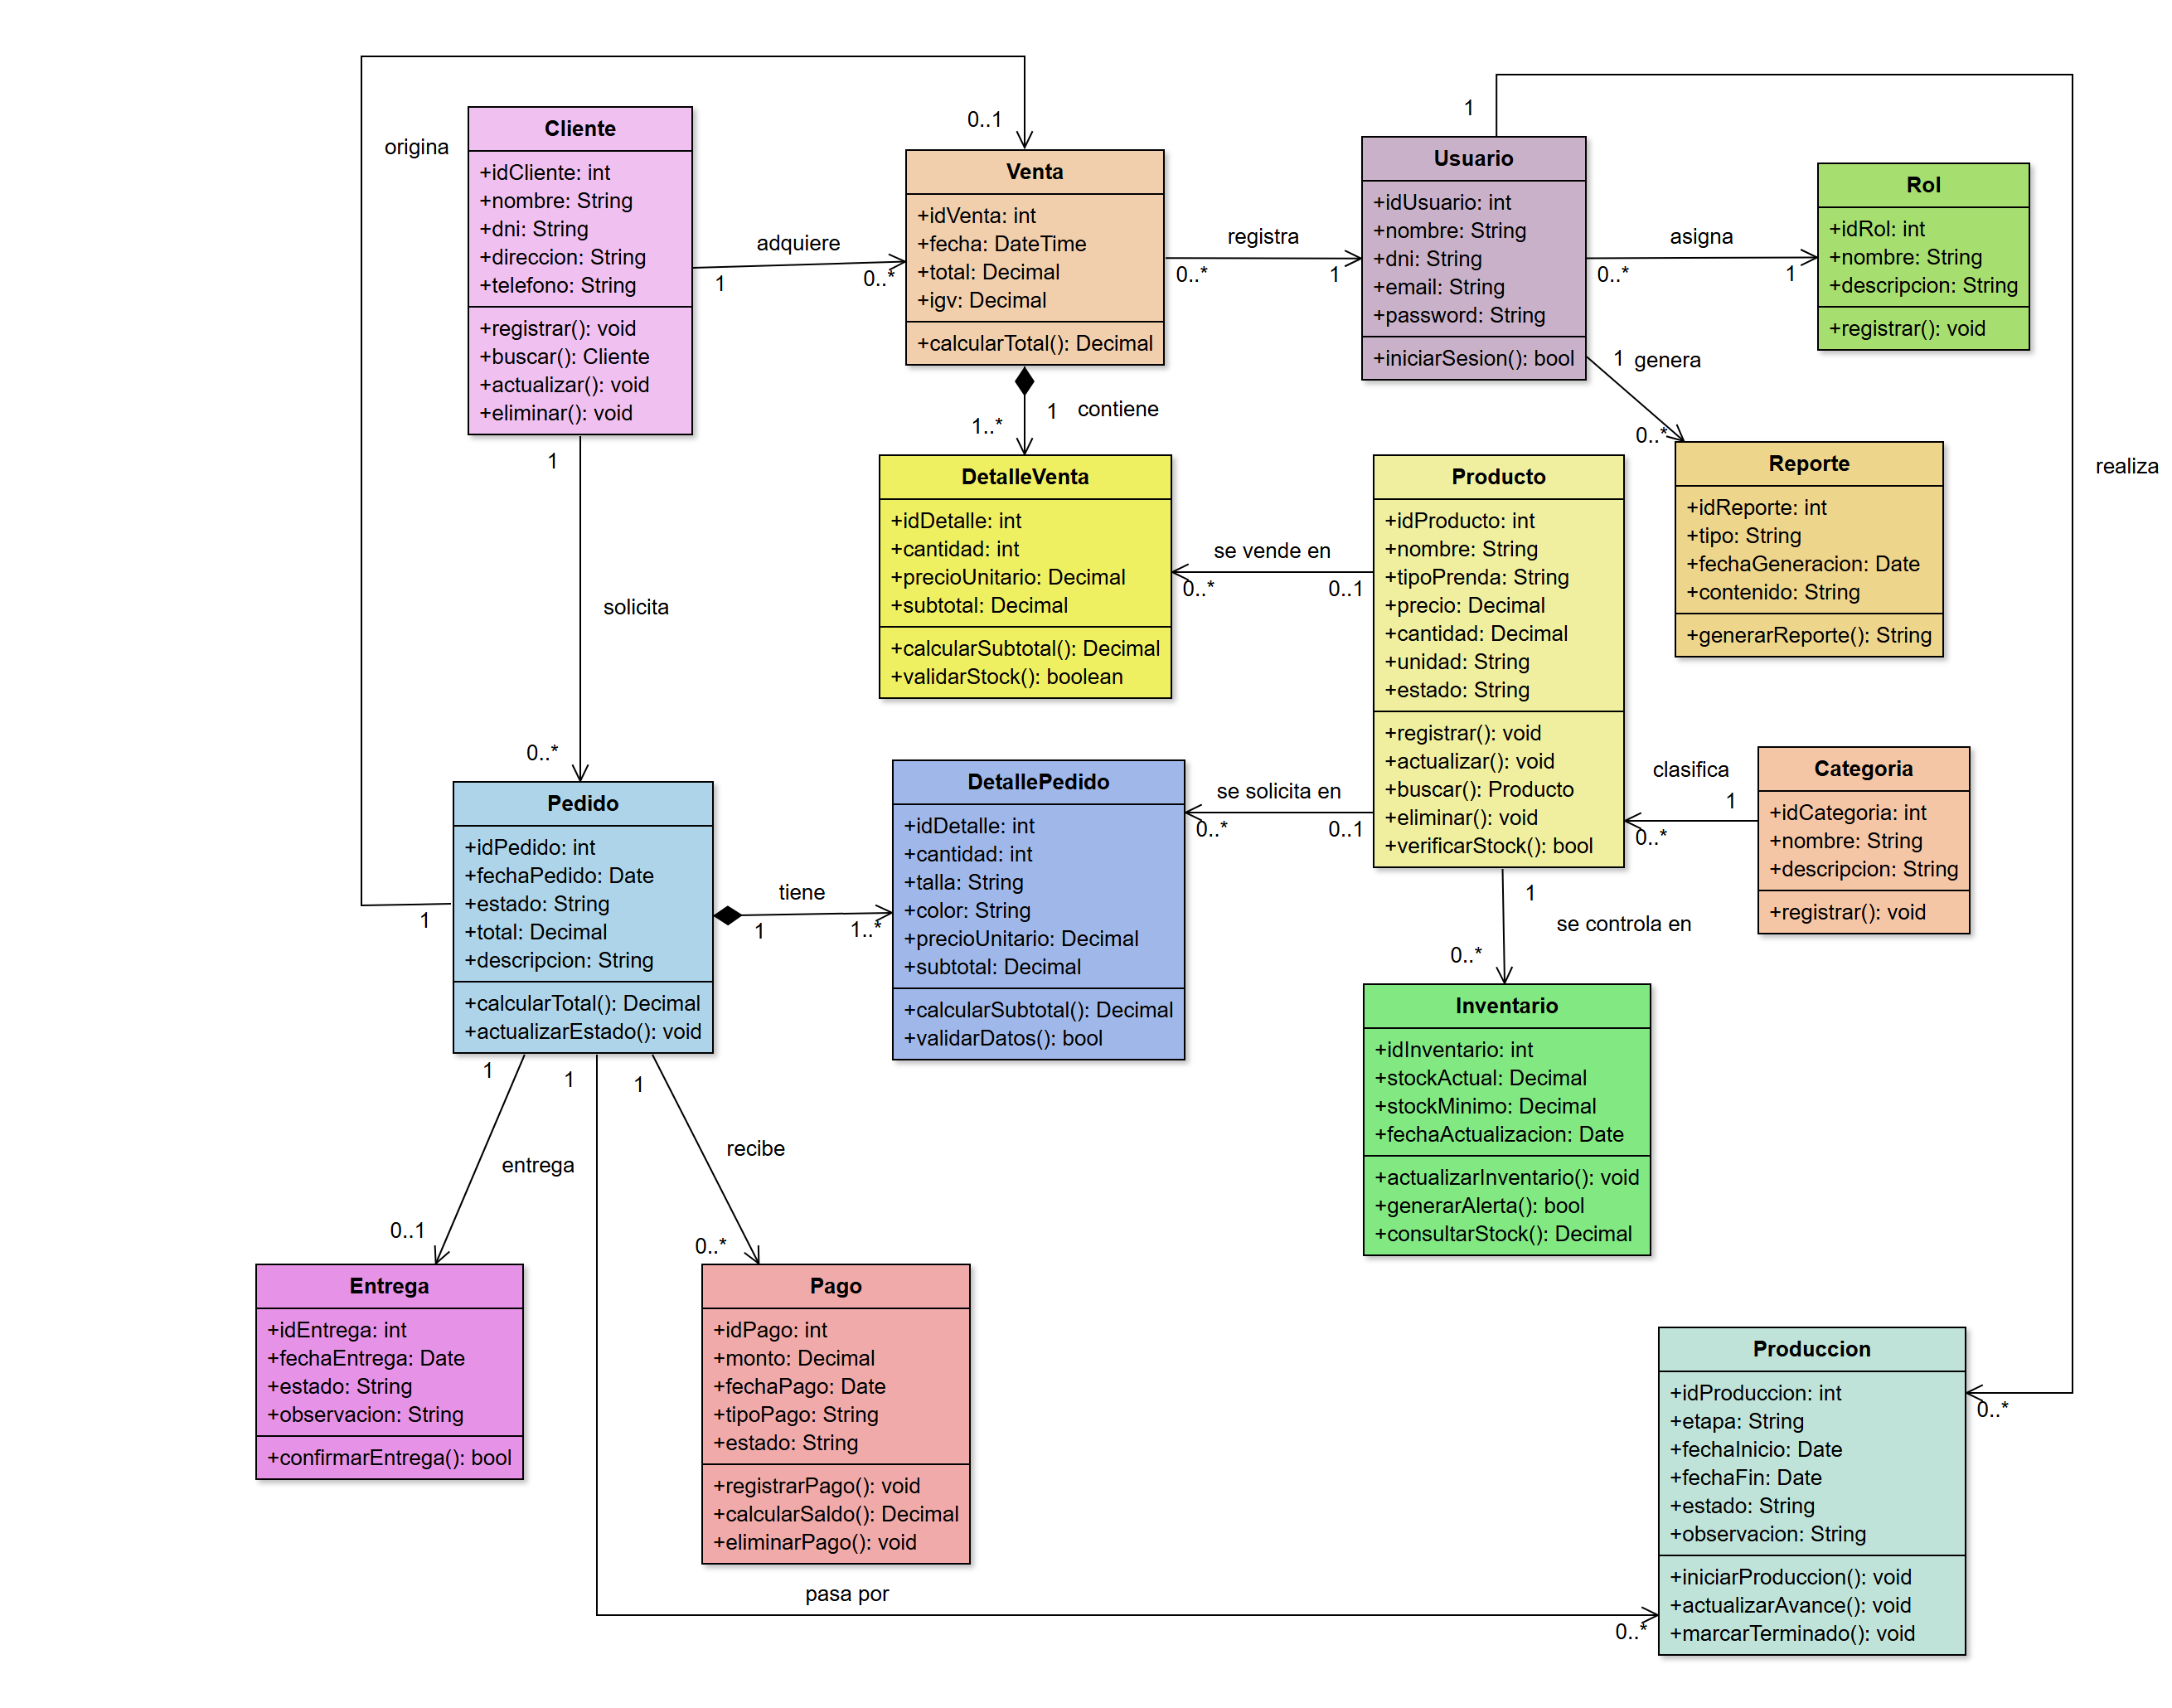 origina
Cliente
+idCliente: int
+nombre: String
+dni: String
+direccion: String
+telefono: String
+registrar(): void
+buscar(): Cliente
+actualizar(): void
+eliminar(): void
adquiere
1
0..*
0..1
Venta
+idVenta: int
+fecha: DateTime
+total: Decimal
+igv: Decimal
+calcularTotal(): Decimal
registra
0..*
1
1
Usuario
+idUsuario: int
+nombre: String
+dni: String
+email: String
+password: String
+iniciarSesion(): bool
asigna
0..*
1
Rol
+idRol: int
+nombre: String
+descripcion: String
+registrar(): void
1 genera
0..*
realiza
1..*
1
contiene
DetalleVenta
+idDetalle: int
+cantidad: int
+precioUnitario: Decimal
+subtotal: Decimal
+calcularSubtotal(): Decimal
+validarStock(): boolean
se vende en
0..*
0..1
Producto
+idProducto: int
+nombre: String
+tipoPrenda: String
+precio: Decimal
+cantidad: Decimal
+unidad: String
+estado: String
+registrar(): void
+actualizar(): void
+buscar(): Producto
+eliminar(): void
+verificarStock(): bool
Reporte
+idReporte: int
+tipo: String
+fechaGeneracion: Date
+contenido: String
+generarReporte(): String
1
solicita
0..*
Pedido
+idPedido: int
+fechaPedido: Date
+estado: String
+total: Decimal
+descripcion: String
+calcularTotal(): Decimal
+actualizarEstado(): void
1
tiene
1
1..*
DetallePedido
+idDetalle: int
+cantidad: int
+talla: String
+color: String
+precioUnitario: Decimal
+subtotal: Decimal
+calcularSubtotal(): Decimal
+validarDatos(): bool
se solicita en
0..*
0..1
clasifica
1
0..*
Categoria
+idCategoria: int
+nombre: String
+descripcion: String
+registrar(): void
1
se controla en
0..*
Inventario
+idInventario: int
+stockActual: Decimal
+stockMinimo: Decimal
+fechaActualizacion: Date
+actualizarInventario(): void
+generarAlerta(): bool
+consultarStock(): Decimal
1
1
1
entrega
recibe
0..1
0..*
Entrega
+idEntrega: int
+fechaEntrega: Date
+estado: String
+observacion: String
+confirmarEntrega(): bool
Pago
+idPago: int
+monto: Decimal
+fechaPago: Date
+tipoPago: String
+estado: String
+registrarPago(): void
+calcularSaldo(): Decimal
+eliminarPago(): void
pasa por
0..*
Produccion
+idProduccion: int
+etapa: String
+fechaInicio: Date
+fechaFin: Date
+estado: String
+observacion: String
+iniciarProduccion(): void
+actualizarAvance(): void
+marcarTerminado(): void
0..*